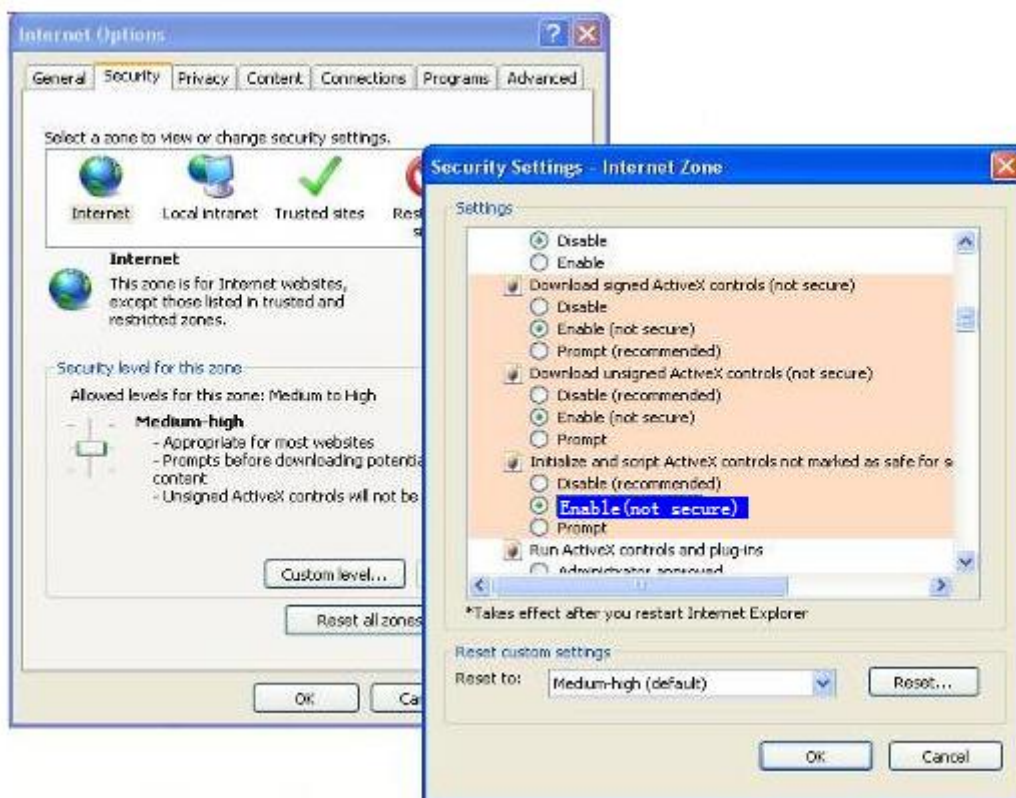 Internet Options
General Security Privacy Content Connections Programs Advanced
Select a zone to view or change security settings.
Internet Local intranet Trusted sites
Internet
This zone is for Internet websites,
except those listed in trusted and
restricted zones.
Security level for this zone
Allowed levels for this zone: Medium to High
Medium-high
- Appropriate for most websites
- Prompts before downloading
content
- Unsigned ActiveX controls will not be
Custom level...
Reset all zones
OK
Security Settings - Internet Zone
Settings
Disable
Enable
Download signed ActiveX controls (not secure)
Disable
Enable (not secure)
Prompt (recommended)
Download unsigned ActiveX controls (not secure)
Disable (recommended)
Enable (not secure)
Prompt
Initialize and script ActiveX controls not marked as safe for s
Disable (recommended)
Enable(not secure)
Prompt
Run ActiveX controls and plug-ins
Administrator approved
*Takes effect after you restart Internet Explorer
Reset custom settings
Reset to: Medium-high (default) Reset...
OK Cancel